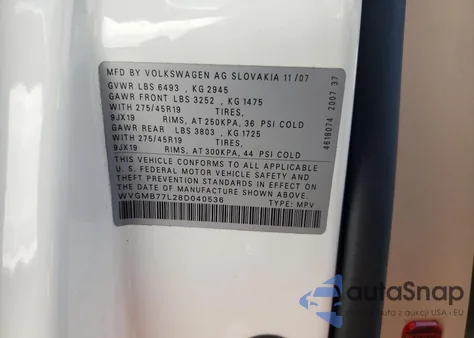 MFD BY VOLKSWAGEN AG SLOVAKIA 11/07
GVWR LBS 6493 , KG 2945
GAWR FRONT LBS 3252 , KG 1475
WITH 275/45R19 TIRES,
9JX19 RIMS, AT 250KPA, 36 PSI COLD
GAWR REAR LBS 3803, KG 1725
WITH 275/45R19 TIRES,
9JX19 RIMS, AT 300KPA, 44 PSI COLD
THIS VEHICLE CONFORMS TO ALL APPLICABLE
U. S. FEDERAL MOTOR VEHICLE SAFETY AND
THEFT PREVENTION STANDARDS IN EFFECT ON
THE DATE OF MANUFACTURE SHOWN ABOVE
WVGMB77L28D040536 TYPE: MPV
4618074 2007 37
autoSnap
auta z aukcji USA - EU